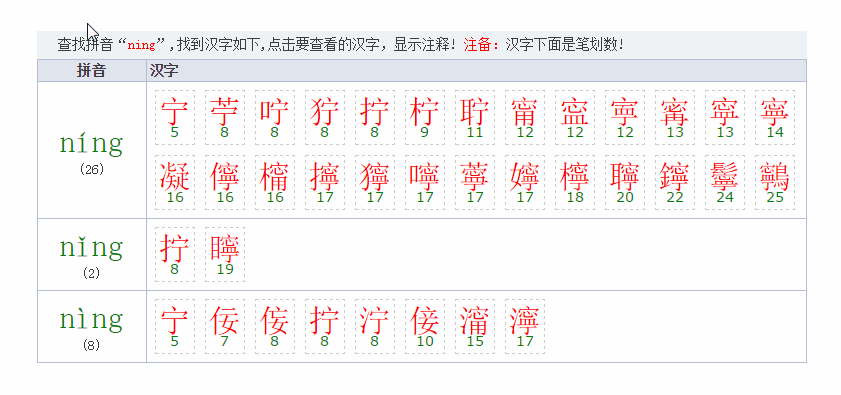 查找拼音“ning”,找到汉字如下,点击要查看的汉字，显示注释! 注备：汉字下面是笔划数!
拼音 汉字
níng
(26)
宁 苧 咛 狞 拧 柠 聍 甯 寍 寜 寗 寕 寧
5 8 8 8 8 9 11 12 12 12 13 13 14
凝 儜 橣 擰 獰 嚀 薴 嬣 檸 聹 鑏 鬡 鸋
16 16 16 17 17 17 17 17 18 20 22 24 25
nǐng
(2)
拧 矃
8 19
nìng
(8)
宁 佞 侫 拧 泞 倿 澝 濘
5 7 8 8 8 10 15 17